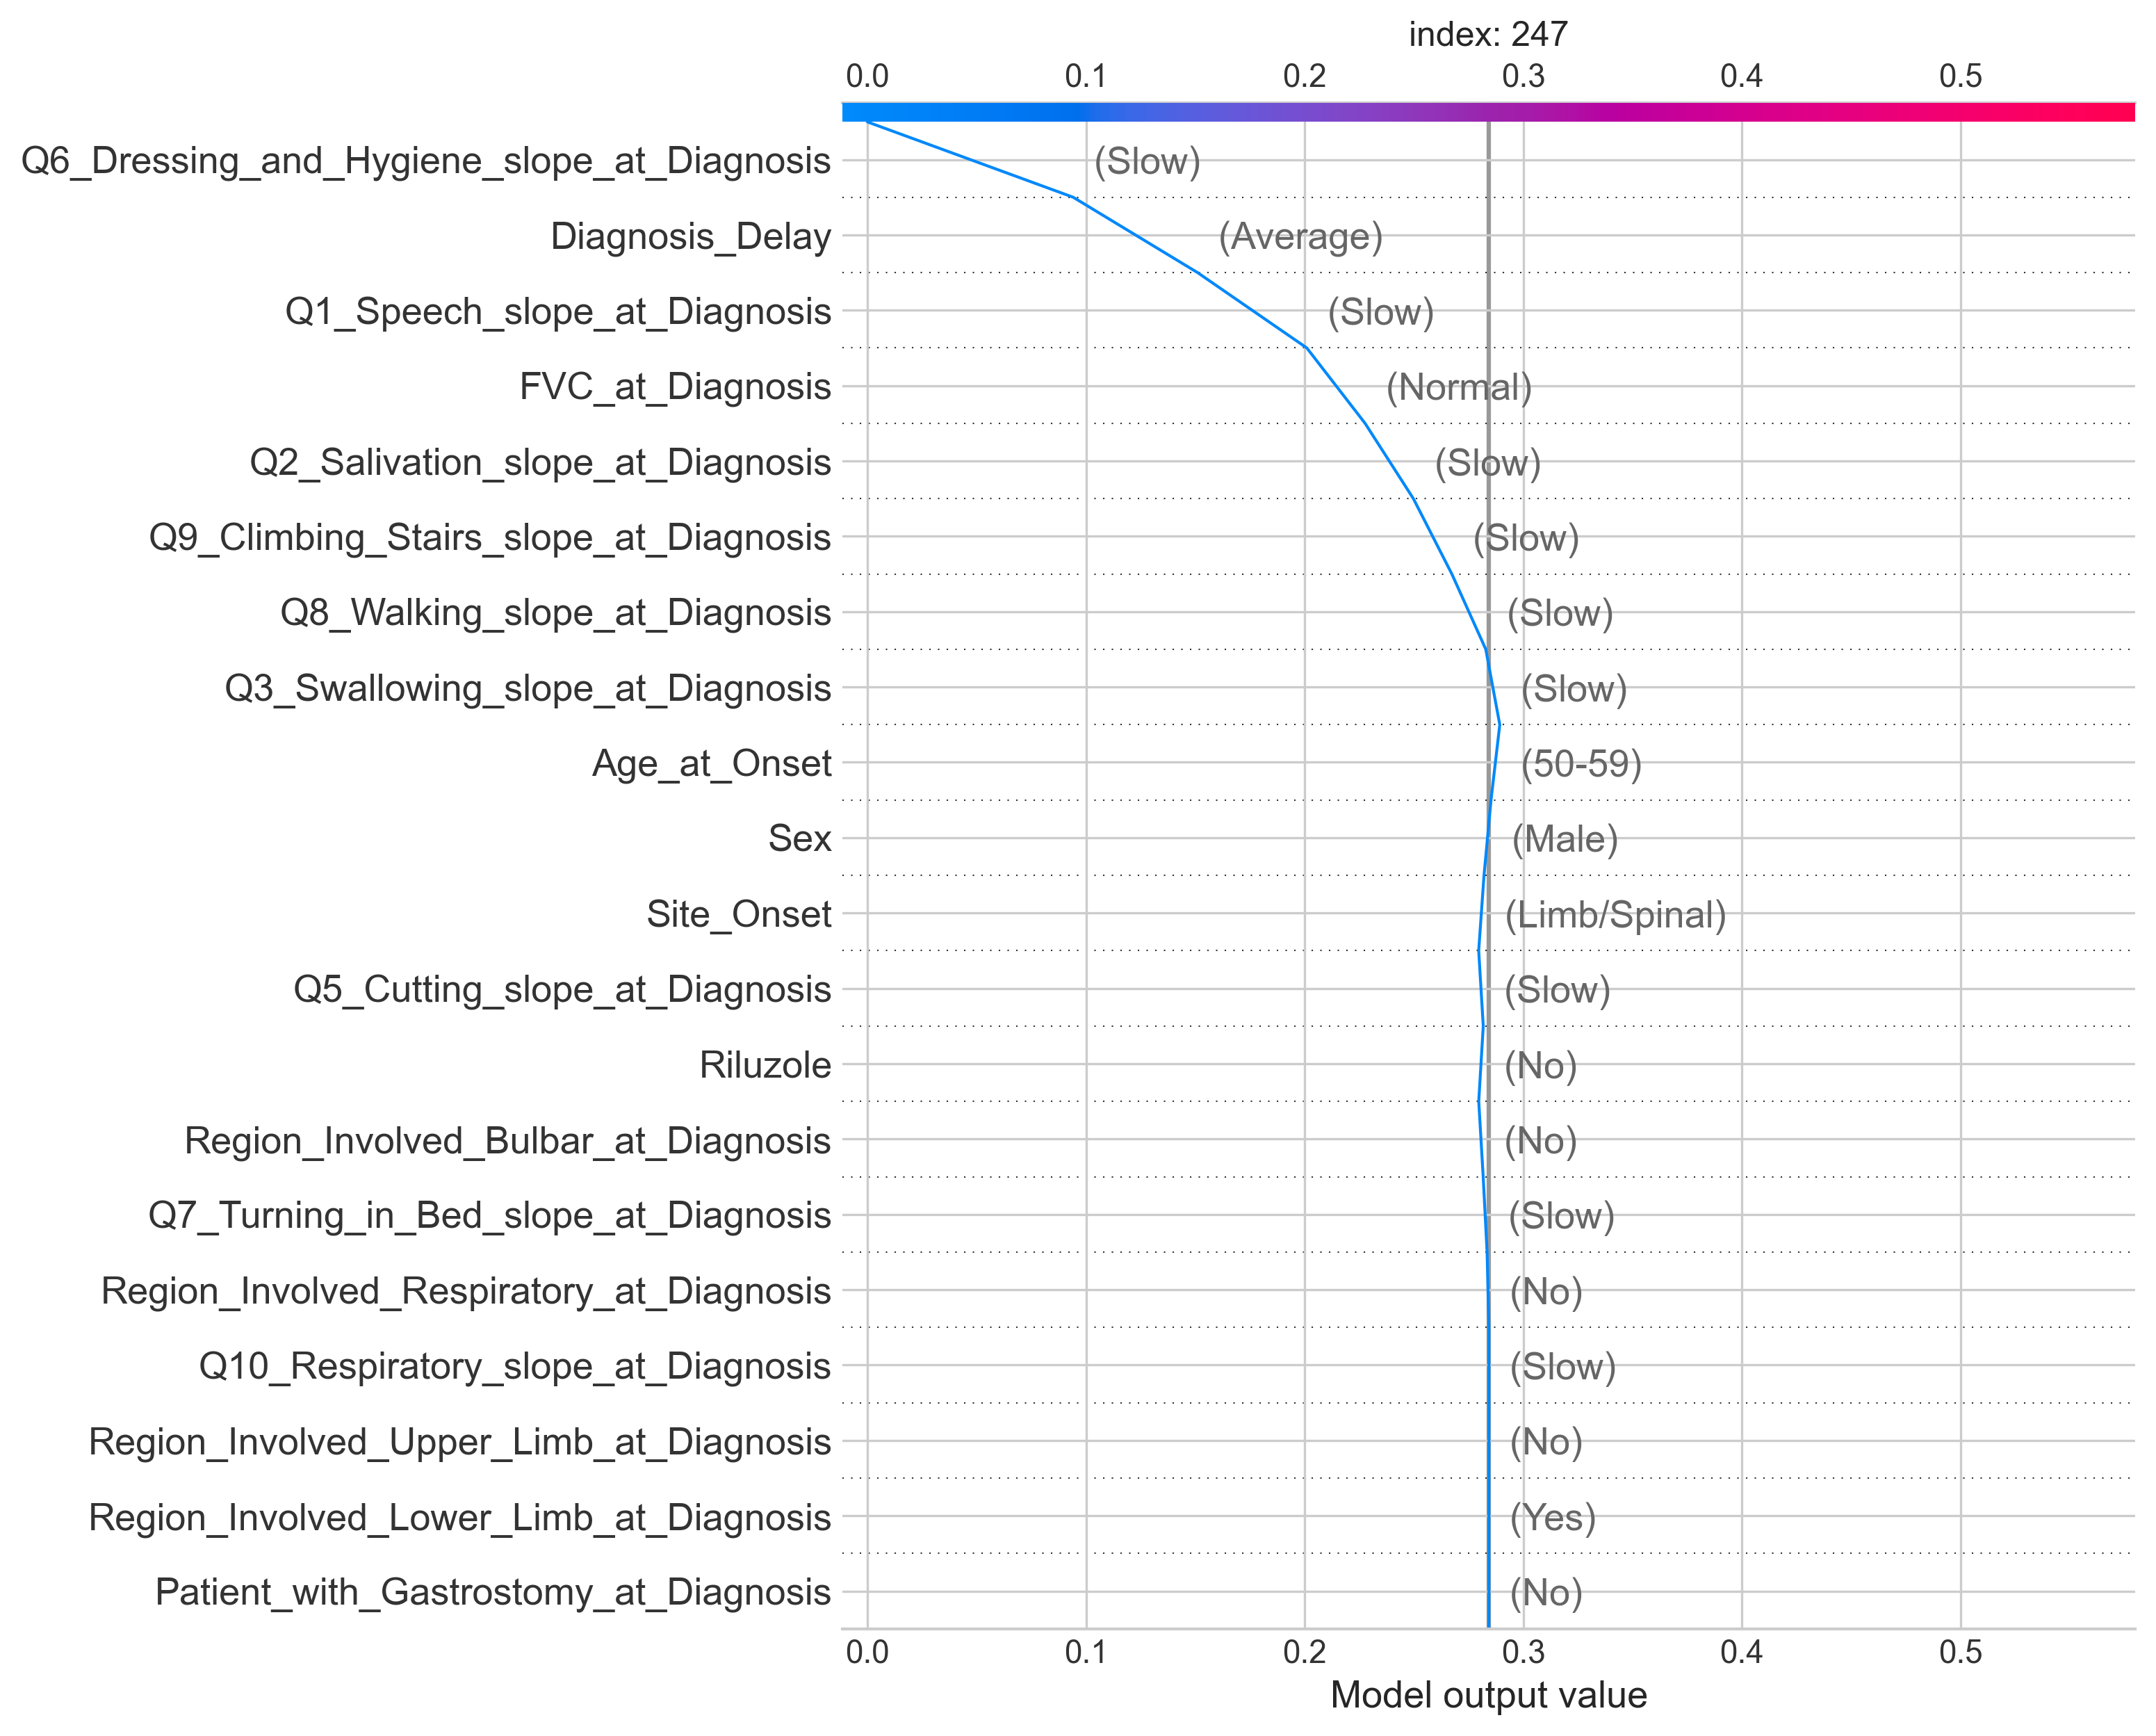 index: 247
0.0 0.1 0.2 0.3 0.4 0.5
Q6_Dressing_and_Hygiene_slope_at_Diagnosis (Slow)
Diagnosis_Delay (Average)
Q1_Speech_slope_at_Diagnosis (Slow)
FVC_at_Diagnosis (Normal)
Q2_Salivation_slope_at_Diagnosis (Slow)
Q9_Climbing_Stairs_slope_at_Diagnosis (Slow)
Q8_Walking_slope_at_Diagnosis (Slow)
Q3_Swallowing_slope_at_Diagnosis (Slow)
Age_at_Onset (50-59)
Sex (Male)
Site_Onset (Limb/Spinal)
Q5_Cutting_slope_at_Diagnosis (Slow)
Riluzole (No)
Region_Involved_Bulbar_at_Diagnosis (No)
Q7_Turning_in_Bed_slope_at_Diagnosis (Slow)
Region_Involved_Respiratory_at_Diagnosis (No)
Q10_Respiratory_slope_at_Diagnosis (Slow)
Region_Involved_Upper_Limb_at_Diagnosis (No)
Region_Involved_Lower_Limb_at_Diagnosis (Yes)
Patient_with_Gastrostomy_at_Diagnosis (No)
0.0 0.1 0.2 0.3 0.4 0.5
Model output value